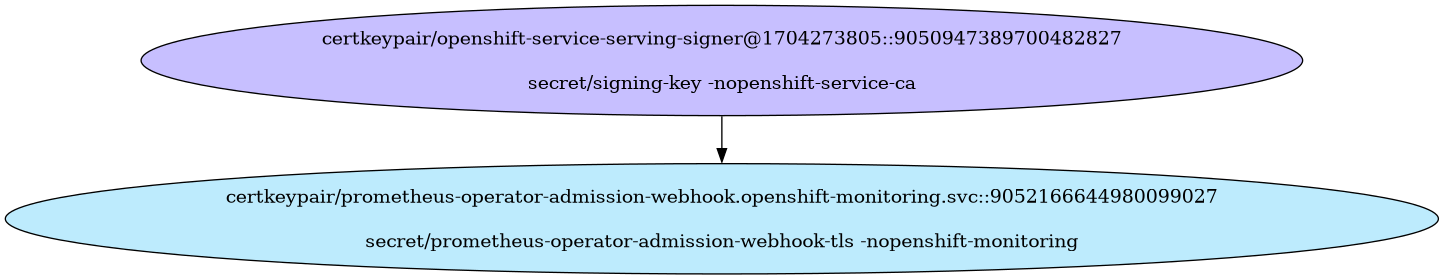 certkeypair/openshift-service-serving-signer@1704273805::9050947389700482827
secret/signing-key -nopenshift-service-ca
certkeypair/prometheus-operator-admission-webhook.openshift-monitoring.svc::9052166644980099027
secret/prometheus-operator-admission-webhook-tls -nopenshift-monitoring